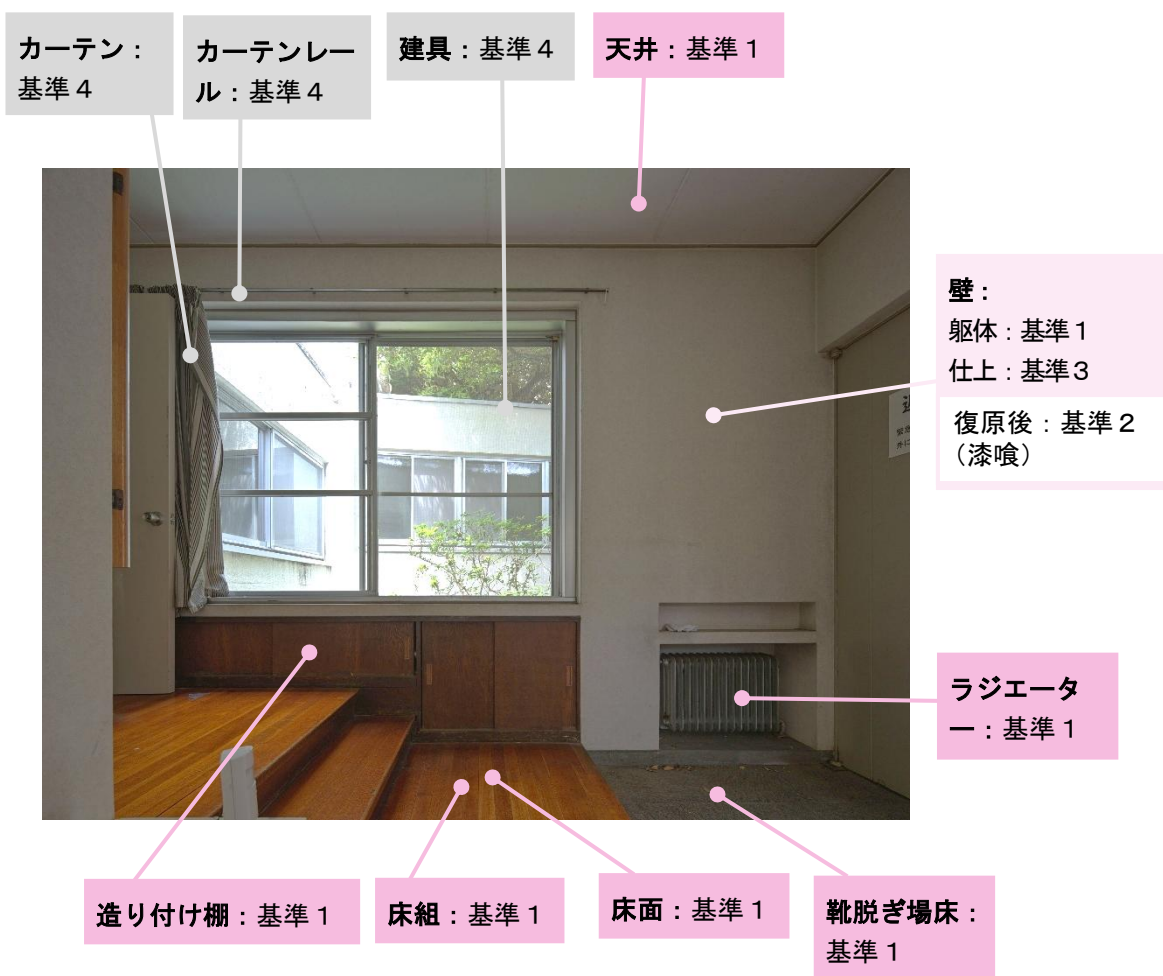 カーテン：
基準４
カーテンレー
ル：基準４
建具：基準４
天井：基準１
壁：
躯体：基準１
仕上：基準３
復原後：基準２
（漆喰）
ラジエータ
ー：基準１
造り付け棚：基準１
床組：基準１
床面：基準１
靴脱ぎ場床：
基準１